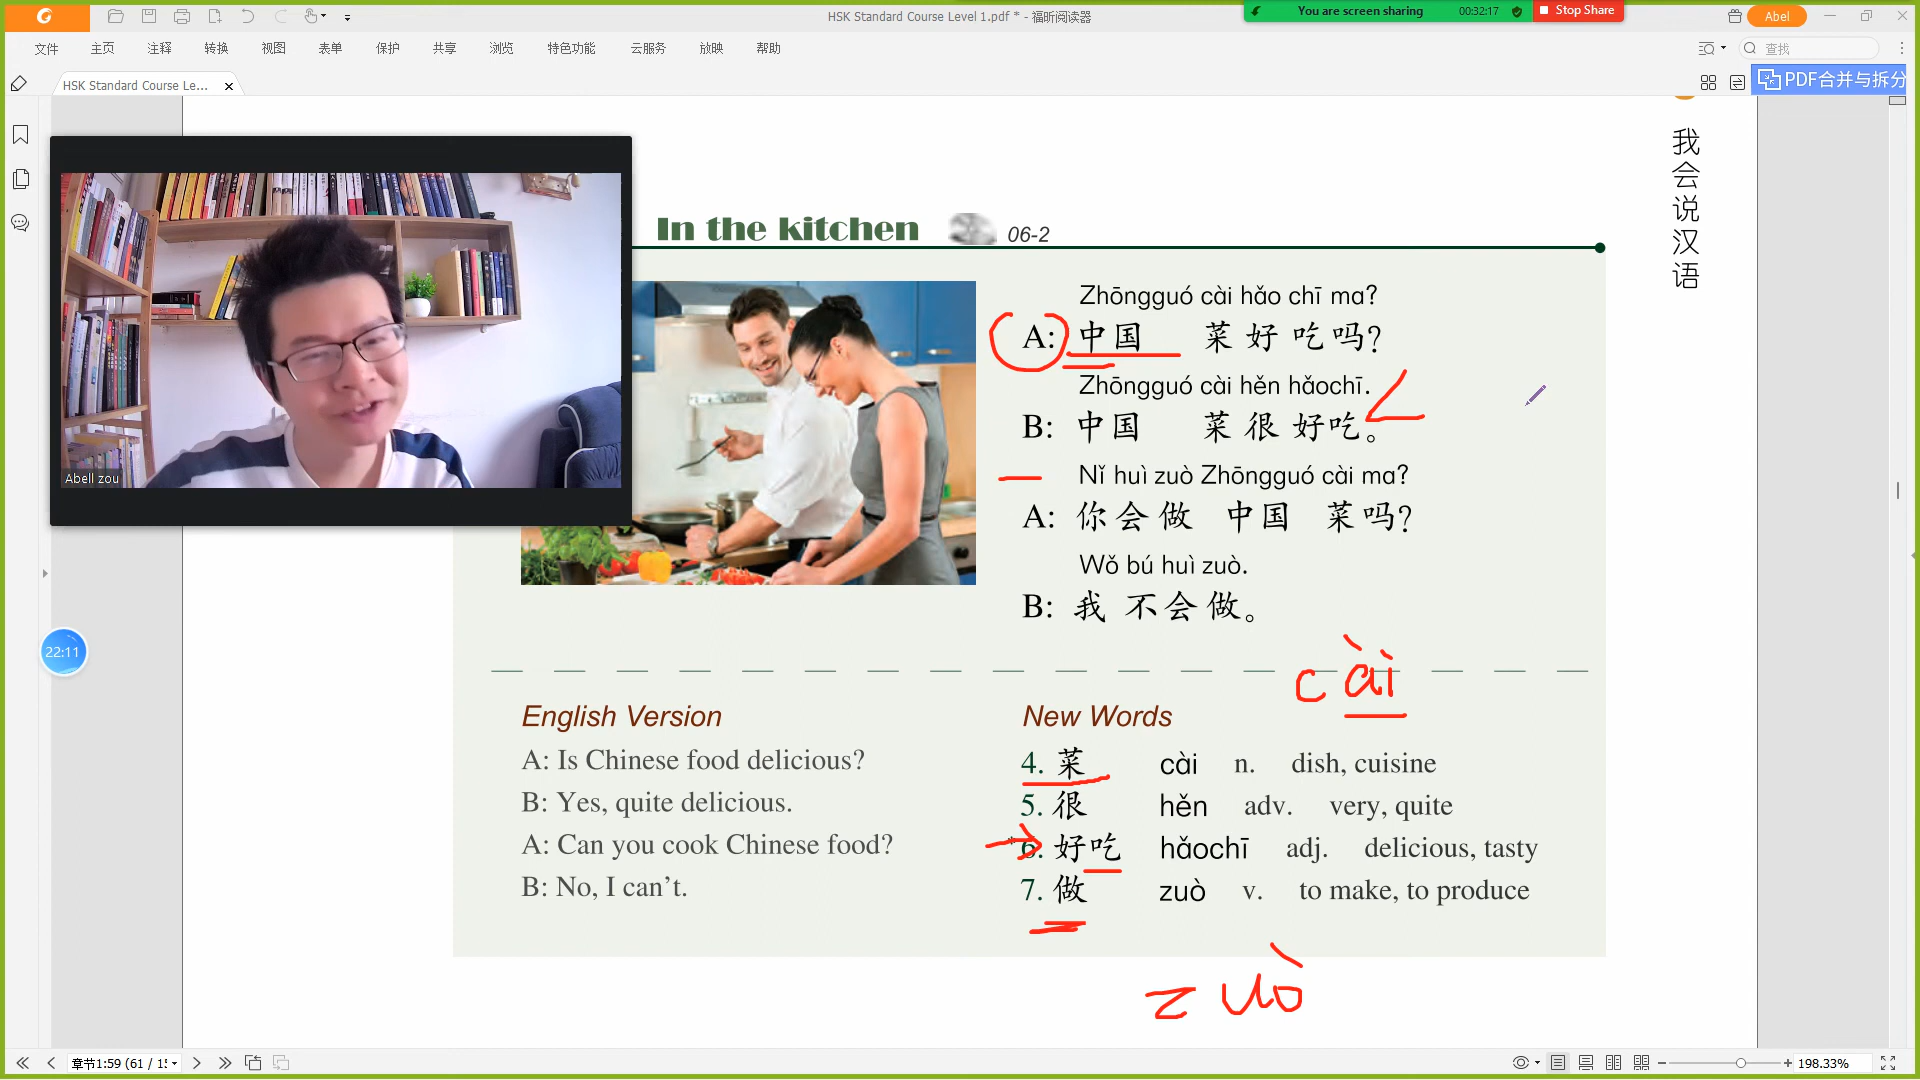 HSK Standard Course Level 1.pdf * - 福昕阅读器
You are screen sharing
00:32:17
Stop Share
Abel
文件 主页 注释 转换 视图 表单 保护 共享 浏览 特色功能 云服务 放映 帮助
查找
HSK Standard Course Le...
PDF合并与拆分
我会说汉语
Abell zou
In the kitchen 06-2
Zhōngguó cài hǎo chī ma?
A: 中国 菜好吃吗?
Zhōngguó cài hěn hǎochī.
B: 中国 菜很好吃。
Nǐ huì zuò Zhōngguó cài ma?
A: 你会做 中国 菜吗?
Wǒ bú huì zuò.
B: 我 不会做。
22:11
cài
English Version
A: Is Chinese food delicious?
B: Yes, quite delicious.
A: Can you cook Chinese food?
B: No, I can't.
New Words
4. 菜 cài n. dish, cuisine
5. 很 hěn adv. very, quite
*6. 好吃 hǎochī adj. delicious, tasty
7. 做 zuò v. to make, to produce
zuò
章节1:59 (61 / 1
198.33%